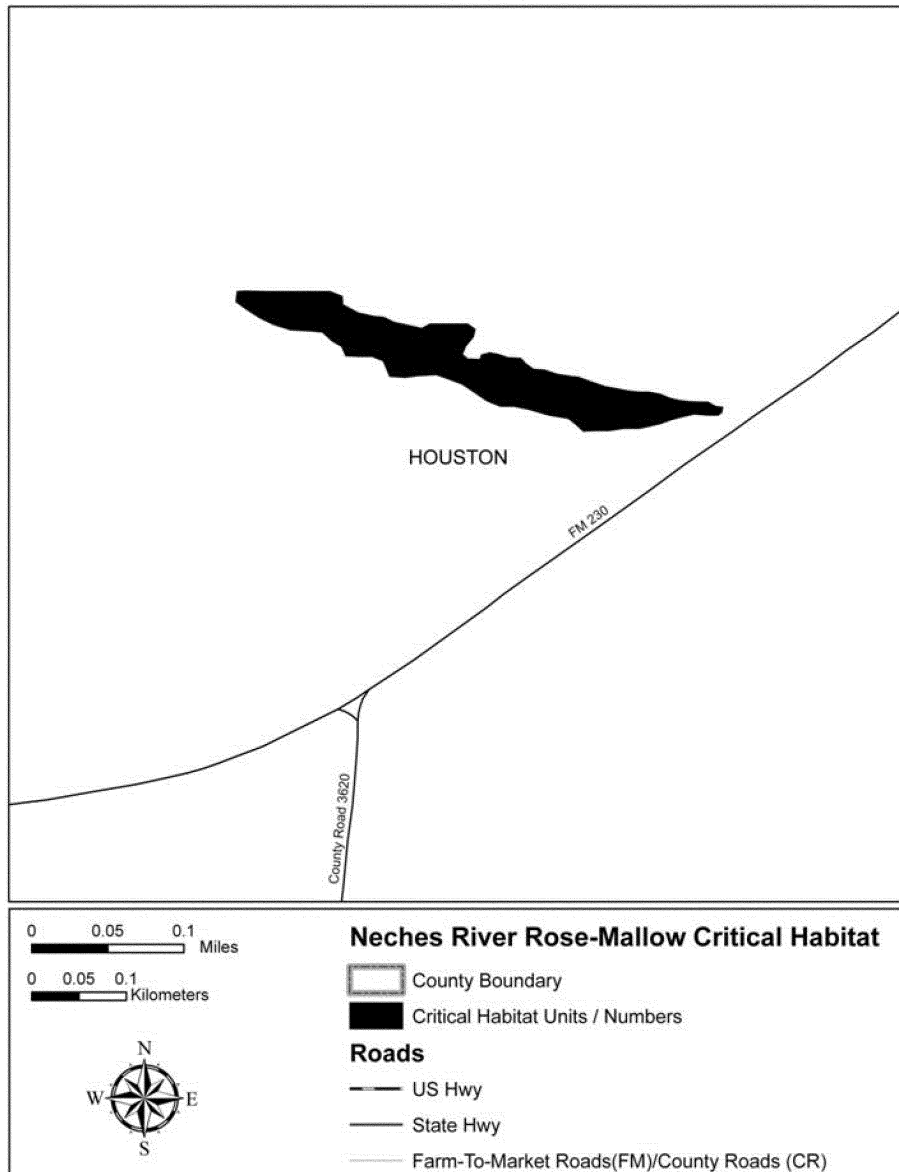 HOUSTON
FM 230
County Road 3620
0 0.05 0.1
Miles
0 0.05 0.1
Kilometers
N
W E
S
Neches River Rose-Mallow Critical Habitat
County Boundary
Critical Habitat Units / Numbers
Roads
US Hwy
State Hwy
Farm-To-Market Roads(FM)/County Roads (CR)